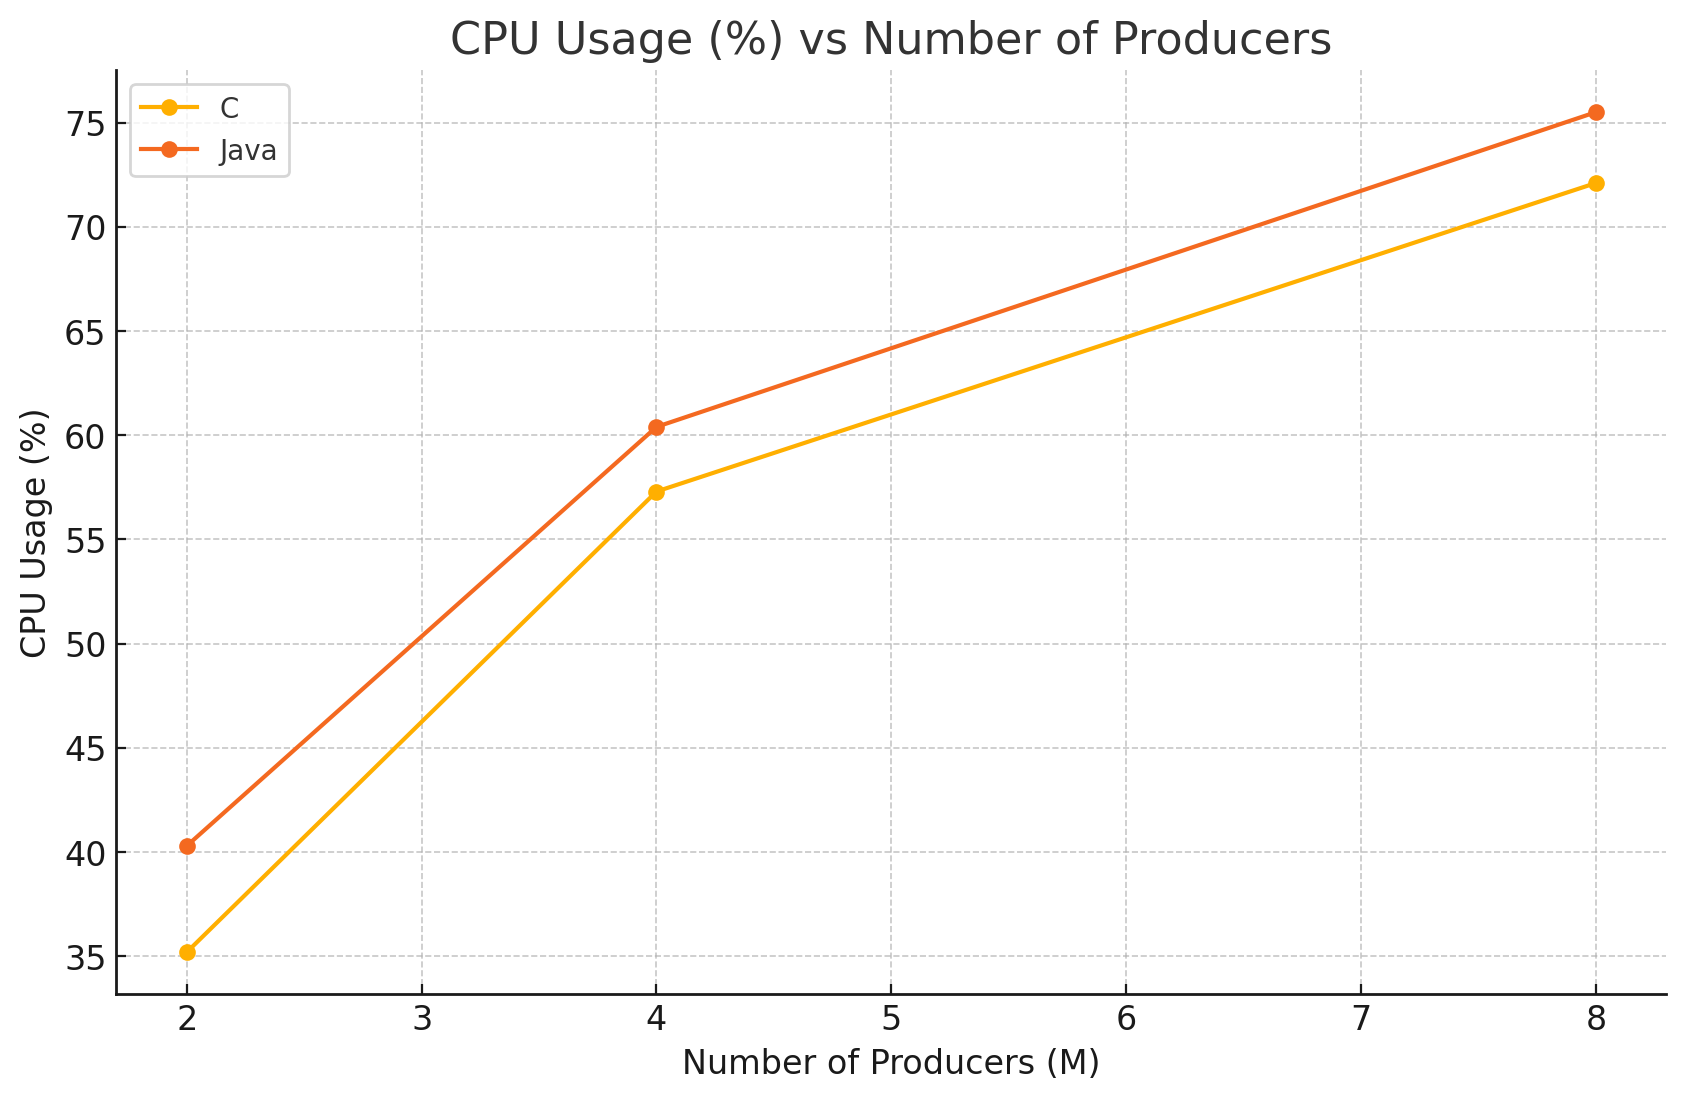 CPU Usage (%) vs Number of Producers
C
Java
75
70
65
60
55
50
45
40
35
CPU Usage (%)
2 3 4 5 6 7 8
Number of Producers (M)